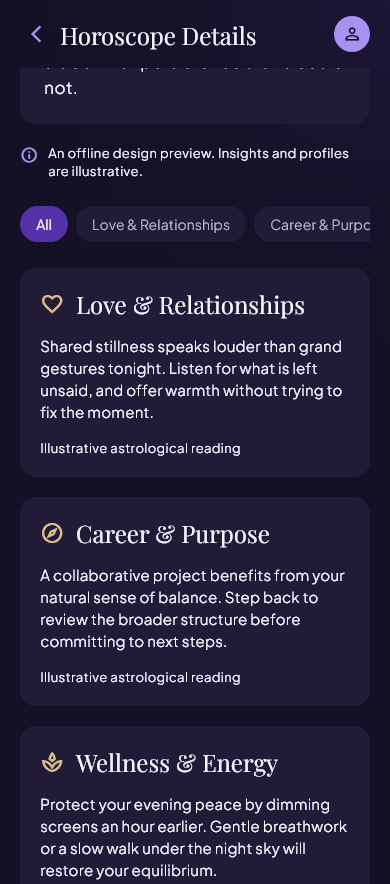 Horoscope Details
not.
An offline design preview. Insights and profiles
are illustrative.
All
Love & Relationships
Career & Purpo
Love & Relationships
Shared stillness speaks louder than grand
gestures tonight. Listen for what is left
unsaid, and offer warmth without trying to
fix the moment.
Illustrative astrological reading
Career & Purpose
A collaborative project benefits from your
natural sense of balance. Step back to
review the broader structure before
committing to next steps.
Illustrative astrological reading
Wellness & Energy
Protect your evening peace by dimming
screens an hour earlier. Gentle breathwork
or a slow walk under the night sky will
restore your equilibrium.